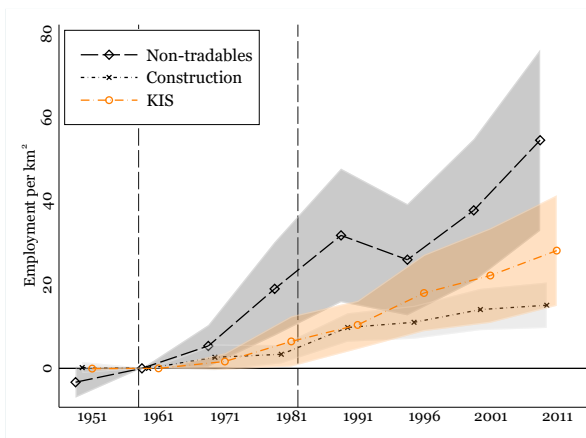 80
60
40
20
0
Employment per km²
Non-tradables
Construction
KIS
1951 1961 1971 1981 1991 1996 2001 2011